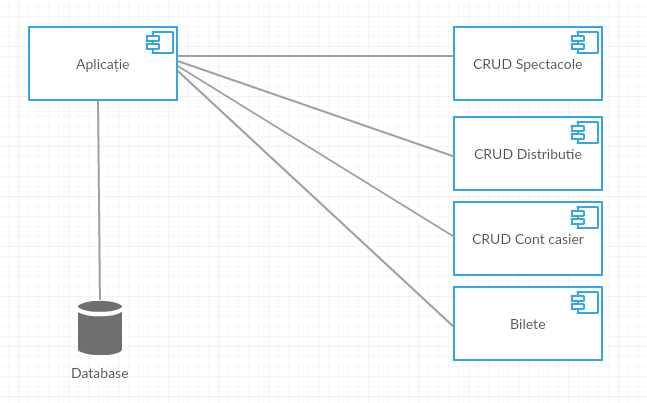 Aplicație
CRUD Spectacole
CRUD Distributie
CRUD Cont casier
Bilete
Database